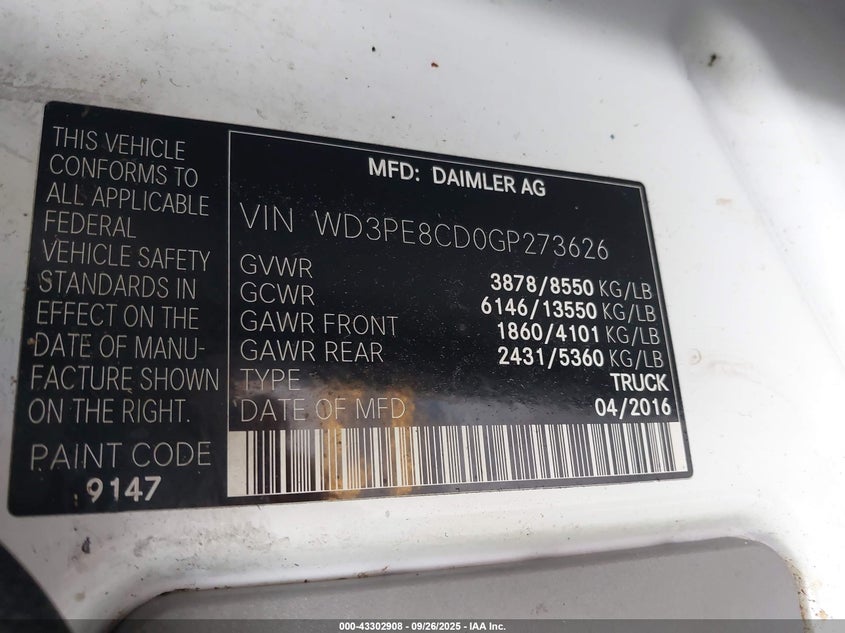 THIS VEHICLE
CONFORMS TO
ALL APPLICABLE
FEDERAL
VEHICLE SAFETY
STANDARDS IN
EFFECT ON THE
DATE OF MANU-
FACTURE SHOWN
ON THE RIGHT.
PAINT CODE
9147
MFD: DAIMLER AG
VIN WD3PE8CD0GP273626
GVWR 3878/8550 KG/LB
GCWR 6146/13550 KG/LB
GAWR FRONT 1860/4101 KG/LB
GAWR REAR 2431/5360 KG/LB
TYPE TRUCK
DATE OF MFD 04/2016
000-43302908 - 09/26/2025 - IAA Inc.